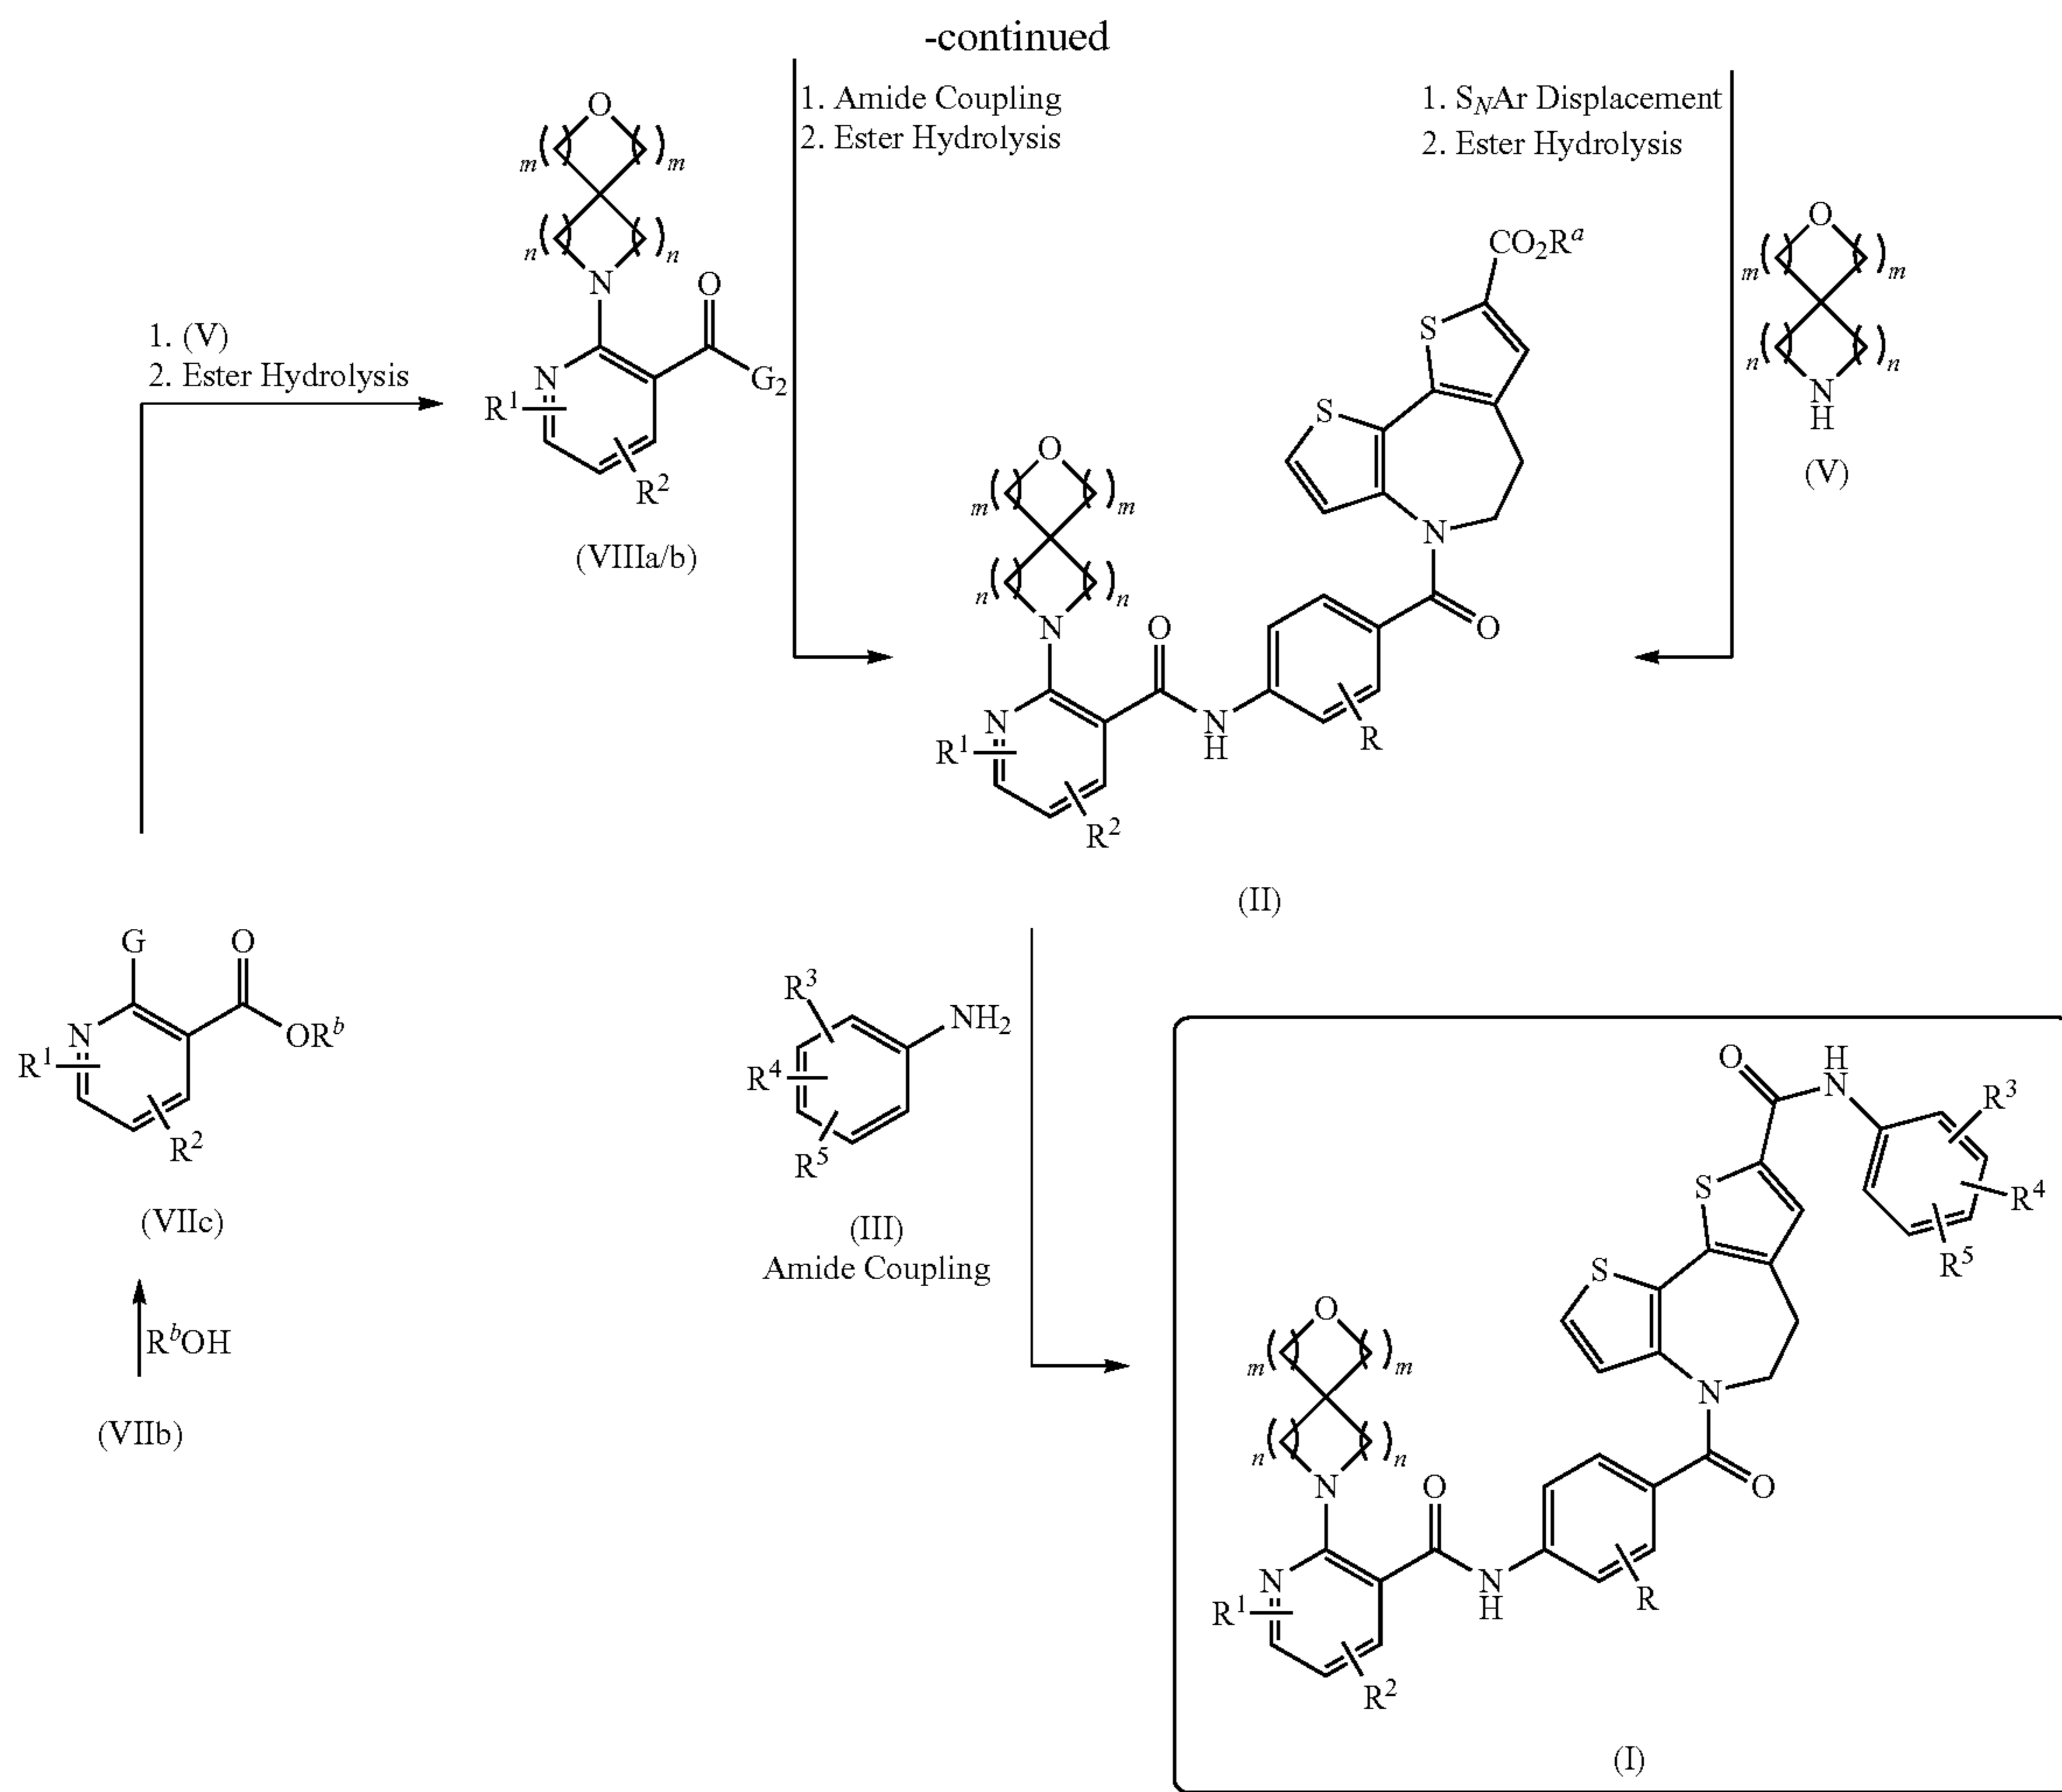 -continued
1. Amide Coupling
2. Ester Hydrolysis
1. SNAr Displacement
2. Ester Hydrolysis
O
m( )m
n( )n
N
O
G2
N
R1
R2
(VIIIa/b)
1. (V)
2. Ester Hydrolysis
O
m( )m
n( )n
N
H
(V)
CO2Ra
S
S
N
O
O
m( )m
n( )n
N
O
N
N
H
R1
R2
R
(II)
G
O
N
ORb
R1
R2
(VIIc)
RbOH
(VIIb)
R3
NH2
R4
R5
(III)
Amide Coupling
O
H
N
R3
R4
R5
S
S
N
O
O
m( )m
n( )n
N
O
N
N
H
R1
R2
R
(I)